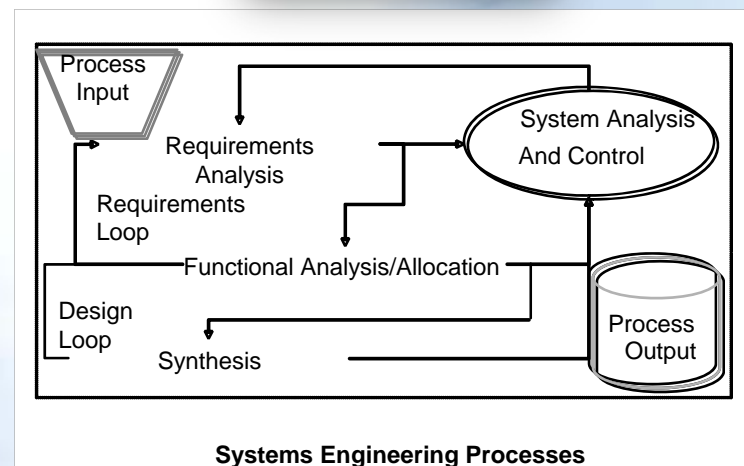 Process
Input
System Analysis
And Control
Requirements
Analysis
Requirements
Loop
Functional Analysis/Allocation
Design
Loop
Synthesis
Process
Output
Systems Engineering Processes